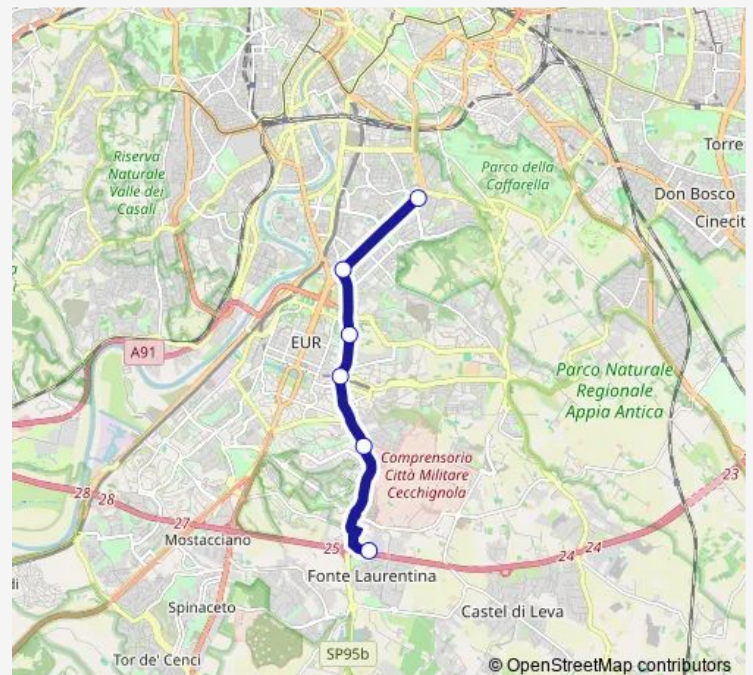 Riserva
Naturale
Valle dei
Casali
Parco della
Caffarella
Torre
Don Bosco
Cinecit
A91
EUR
Parco Naturale
Regionale
Appia Antica
Comprensorio
Città Militare
Cecchignola
23
28
28
27
Mostacciano
25
24
24
di
Fonte Laurentina
Spinaceto
Castel di Leva
Tor de' Cenci
SP95b
© OpenStreetMap contributors